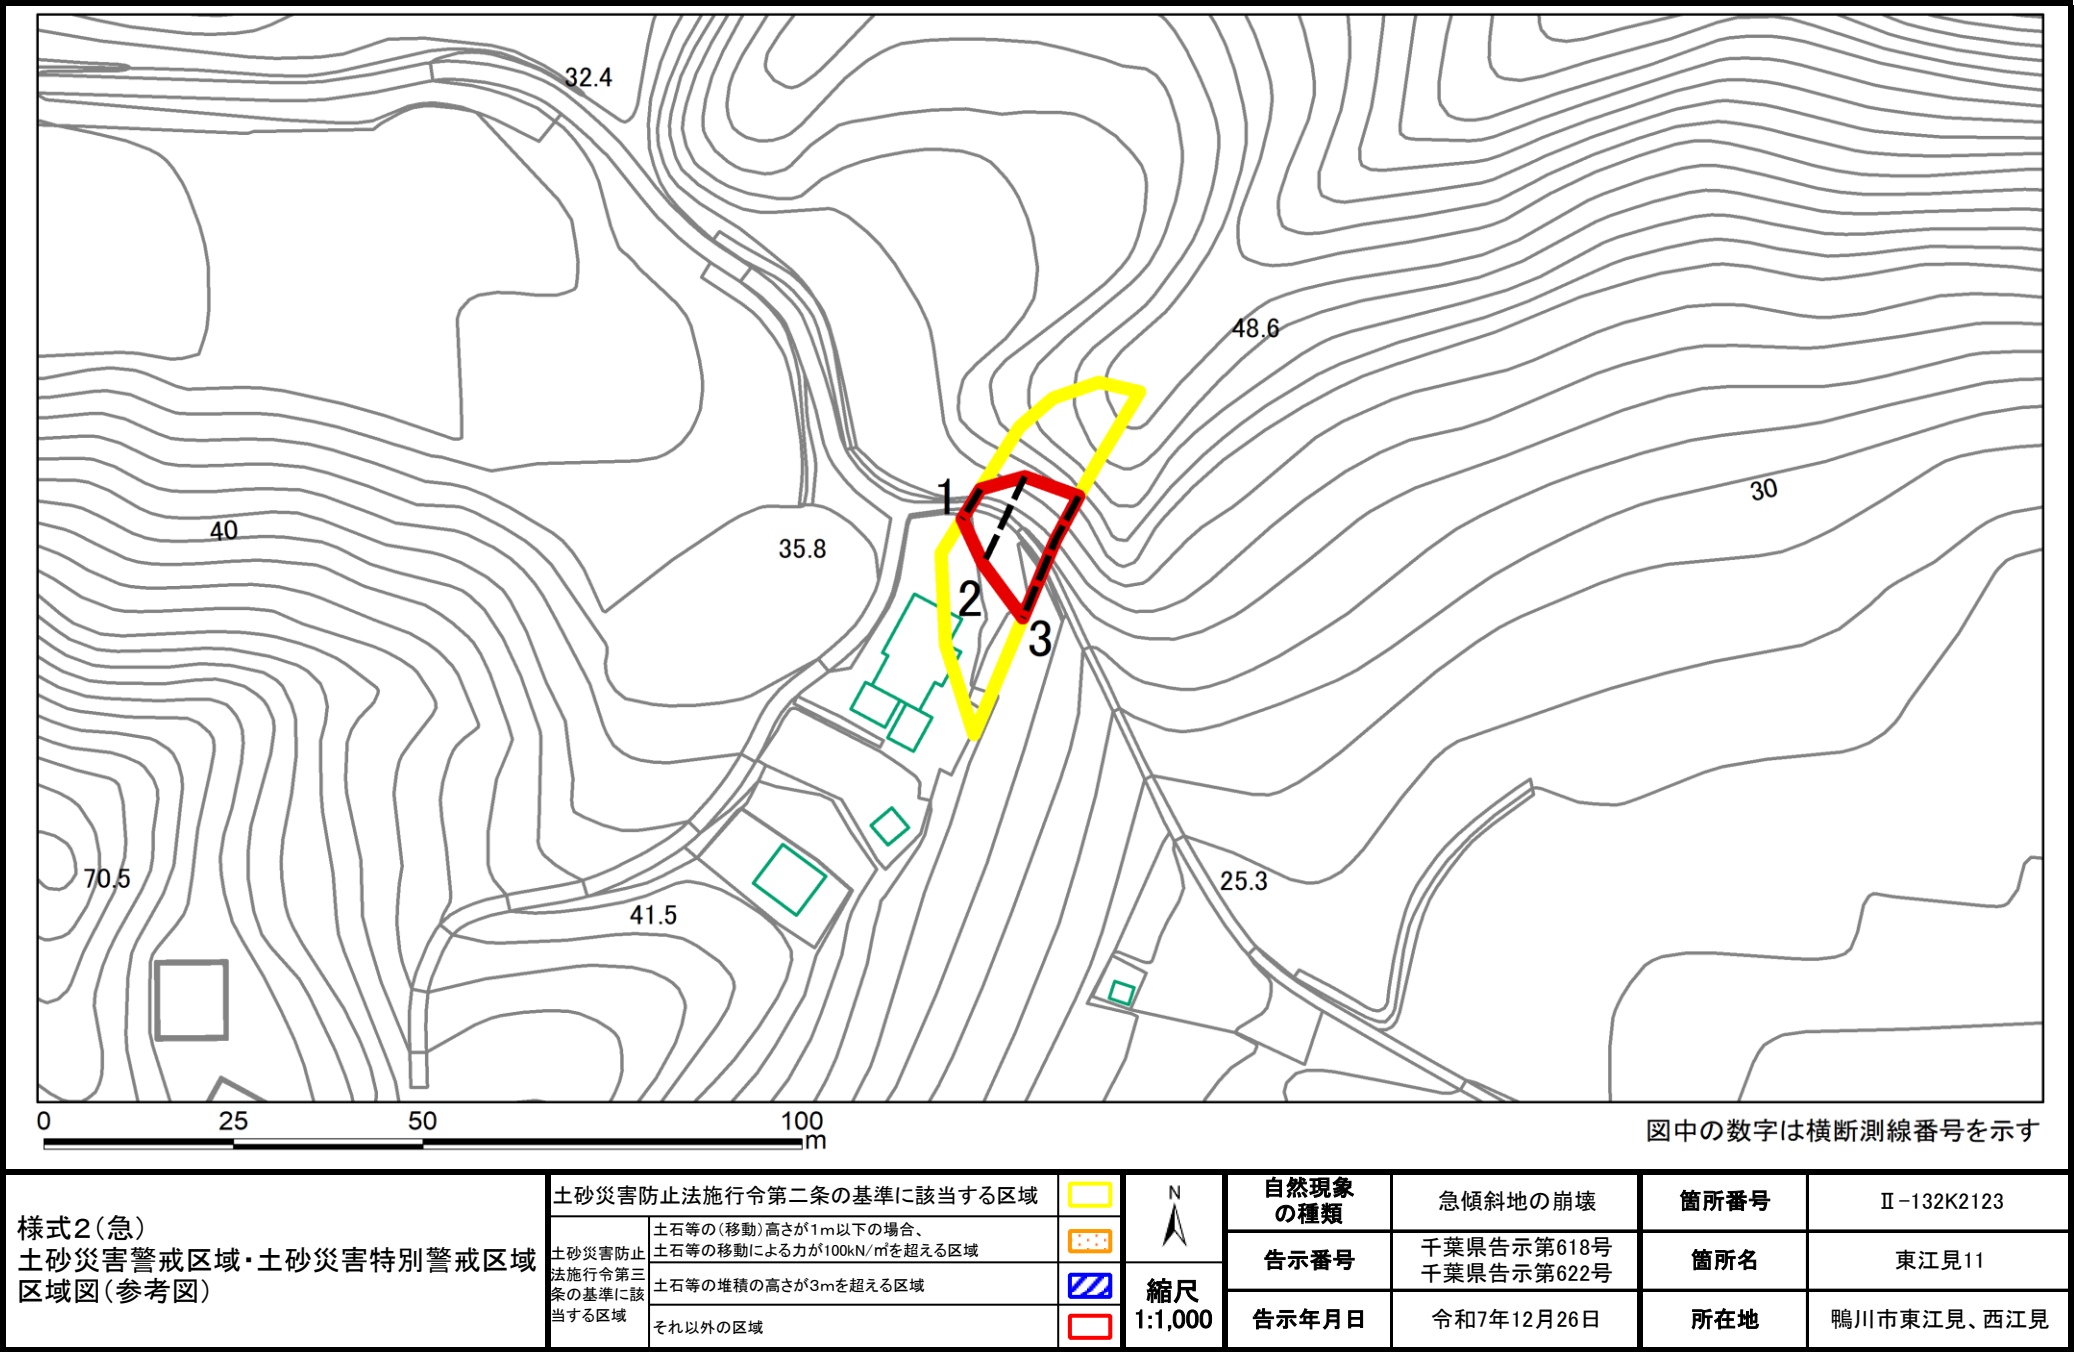 32.4
48.6
30
40
35.8
1
2
3
70.5
41.5
25.3
0 25 50 100
m
図中の数字は横断測線番号を示す
様式2(急)
土砂災害警戒区域・土砂災害特別警戒区域
区域図(参考図)
土砂災害防止法施行令第二条の基準に該当する区域
土砂災害防止
法施行令第三
条の基準に該
当する区域
土石等の(移動)高さが1m以下の場合、
土石等の移動による力が100kN/㎡を超える区域
土石等の堆積の高さが3mを超える区域
それ以外の区域
N
縮尺
1:1,000
自然現象
の種類
急傾斜地の崩壊
箇所番号
Ⅱ-132K2123
告示番号
千葉県告示第618号
千葉県告示第622号
箇所名
東江見11
告示年月日
令和7年12月26日
所在地
鴨川市東江見、西江見